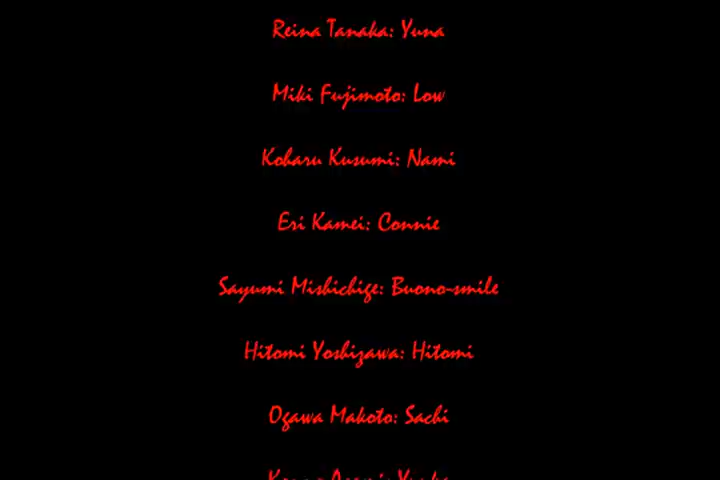 Reina Tanaka: Yuna
Miki Fujimoto: Low
Koharu Kusumi: Nami
Eri Kamei: Connie
Sayumi Mishichige: Buono-smile
Hitomi Yoshizawa: Hitomi
Ogawa Makoto: Sachi